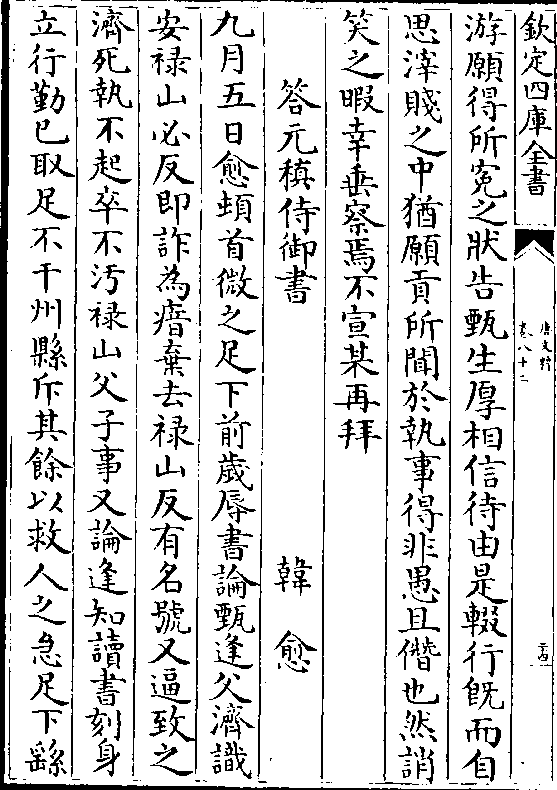 欽定四庫全書
唐文粹
卷八十二
游願得所冤之狀告甄生厚相信待由是輟行旣而自
思滓賤之中猶願貢所聞於執事得非愚且僭也然誚
笑之暇幸垂察焉不宣某再拜
答元稹侍御書
韓愈
九月五日愈頓首微之足下前歲辱書論甄逢父濟識
安禄山必反即詐為瘖棄去禄山反有名號又逼致之
濟死執不起卒不汚禄山父子事又論逢知讀書刻身
立行勤已取足不干州縣斥其餘以救人之急足下繇